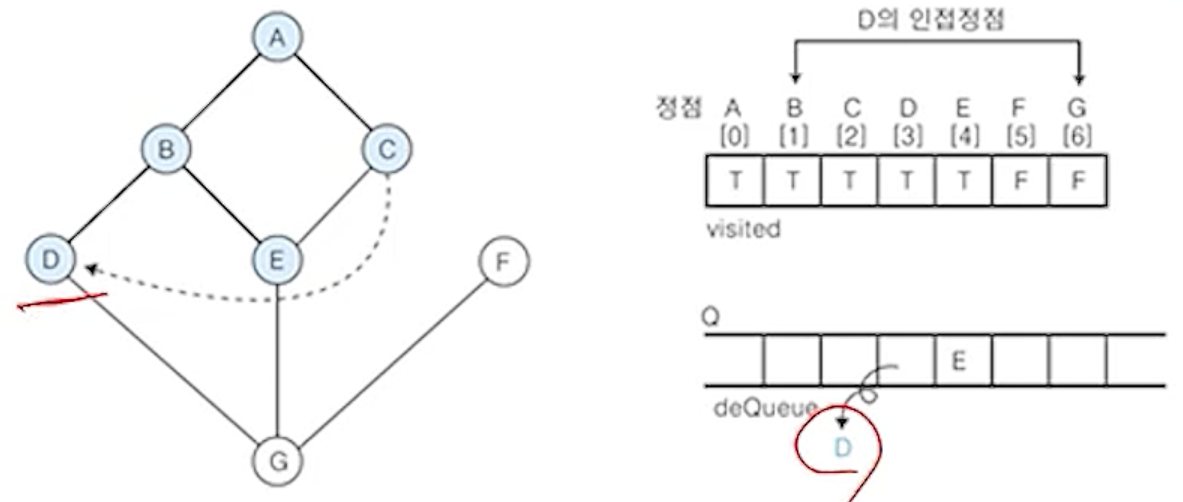 A
B
C
D
E
F
G
D의 인접정점
정점 A B C D E F G
[0] [1] [2] [3] [4] [5] [6]
T T T T T F F
visited
Q
E
deQueue
D